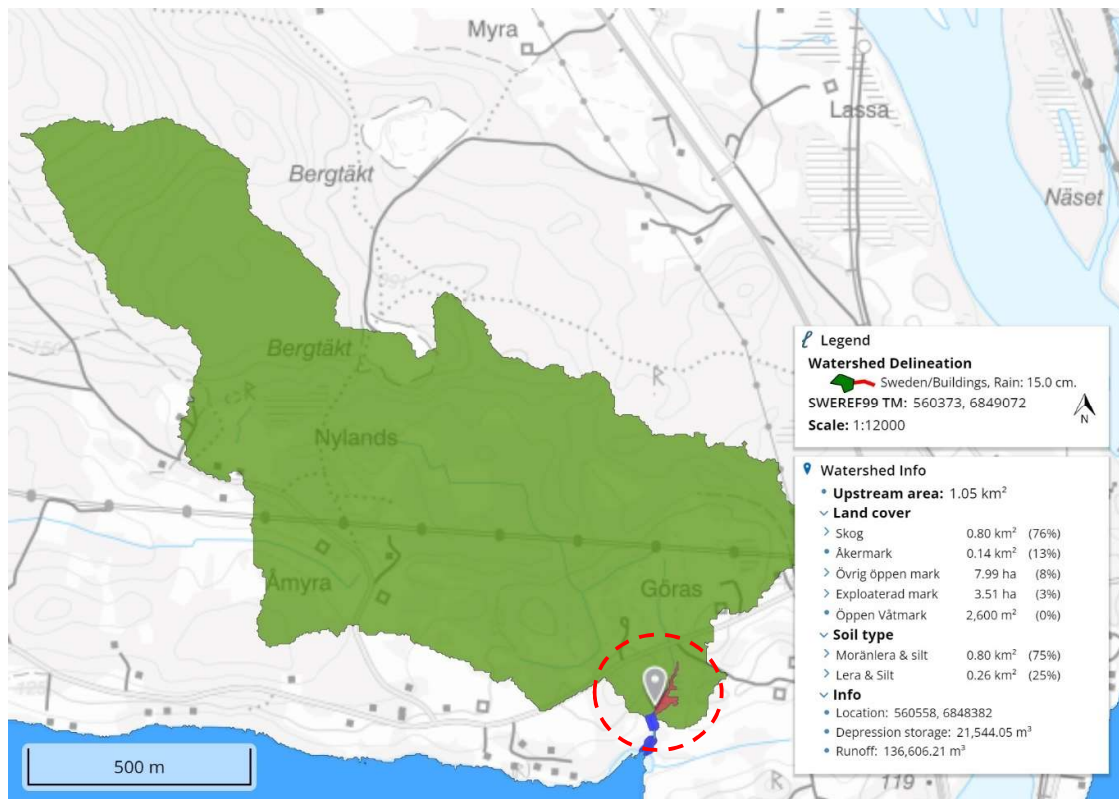 Myra
Lassa
Bergtäkt
Näset
Bergtäkt
Nylands
Åmyra
Göras
Legend
Watershed Delineation
Sweden/Buildings, Rain: 15.0 cm.
SWEREF99 TM: 560373, 6849072
Scale: 1:12000
N
Watershed Info
Upstream area: 1.05 km²
Land cover
Skog 0.80 km² (76%)
Åkermark 0.14 km² (13%)
Övrig öppen mark 7.99 ha (8%)
Exploaterad mark 3.51 ha (3%)
Öppen Våtmark 2,600 m² (0%)
Soil type
Moränlera & silt 0.80 km² (75%)
Lera & Silt 0.26 km² (25%)
Info
Location: 560558, 6848382
Depression storage: 21,544.05 m³
Runoff: 136,606.21 m³
500 m
119